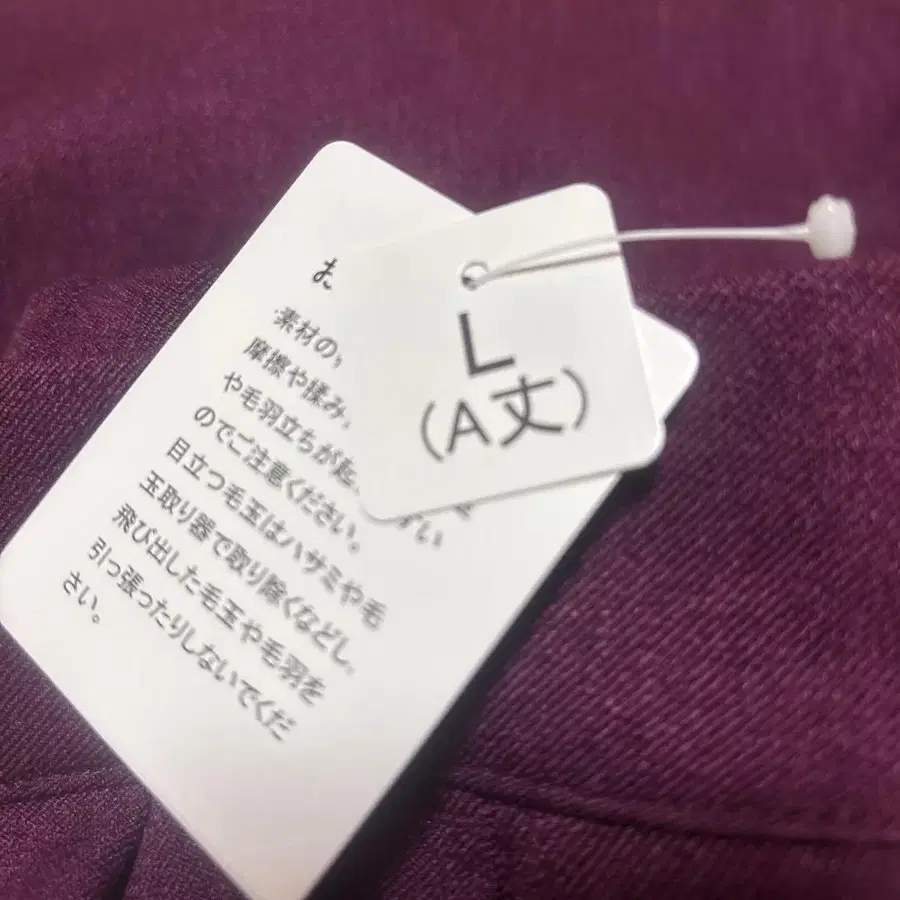 お
・素材の
摩擦や揉み
や毛羽立ちが起
すい
のでご注意ください。
目立つ毛玉はハサミや毛
玉取り器で取り除くなどし、
飛び出した毛玉や毛羽を
引っ張ったりしないでくだ
さい。
L
(A丈)